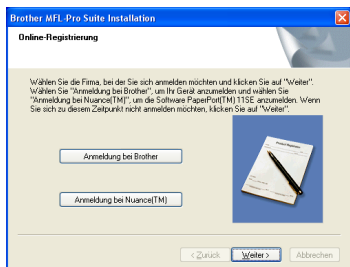 Brother MFL-Pro Suite Installation
Online-Registrierung
Wählen Sie die Firma, bei der Sie sich anmelden möchten und klicken Sie auf "Weiter".
Wählen Sie "Anmeldung bei Brother", um Ihr Gerät anzumelden und wählen Sie
"Anmeldung bei Nuance(TM)", um die Software PaperPort(TM) 11SE anzumelden. Wenn
Sie sich zu diesem Zeitpunkt nicht anmelden möchten, klicken Sie auf "Weiter".
Anmeldung bei Brother
Product Registration
Anmeldung bei Nuance(TM)
< Zurück
Weiter >
Abbrechen